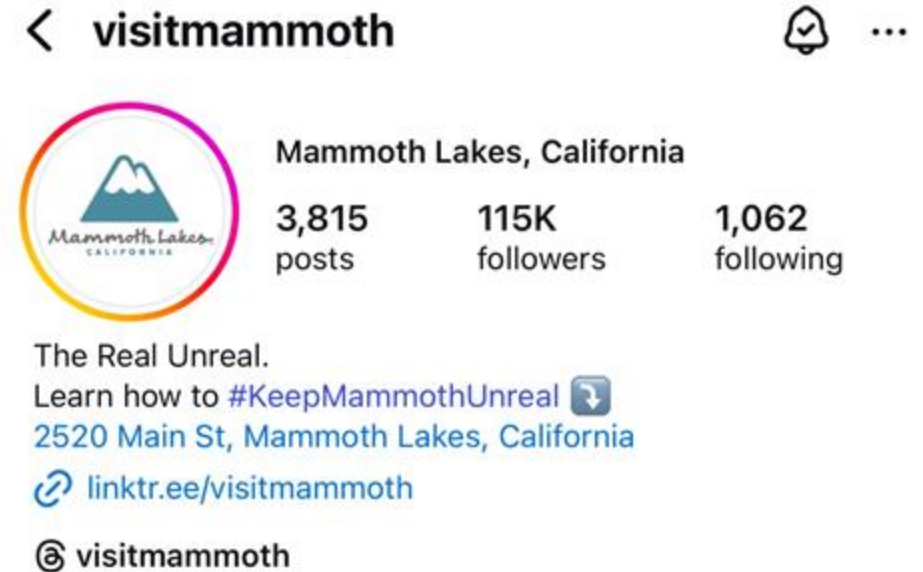 visitmammoth
Mammoth Lakes, California
Mammoth Lakes
CALIFORNIA
3,815 115K 1,062
posts followers following
The Real Unreal.
Learn how to #KeepMammothUnreal ⤵️
2520 Main St, Mammoth Lakes, California
linktr.ee/visitmammoth
visitmammoth